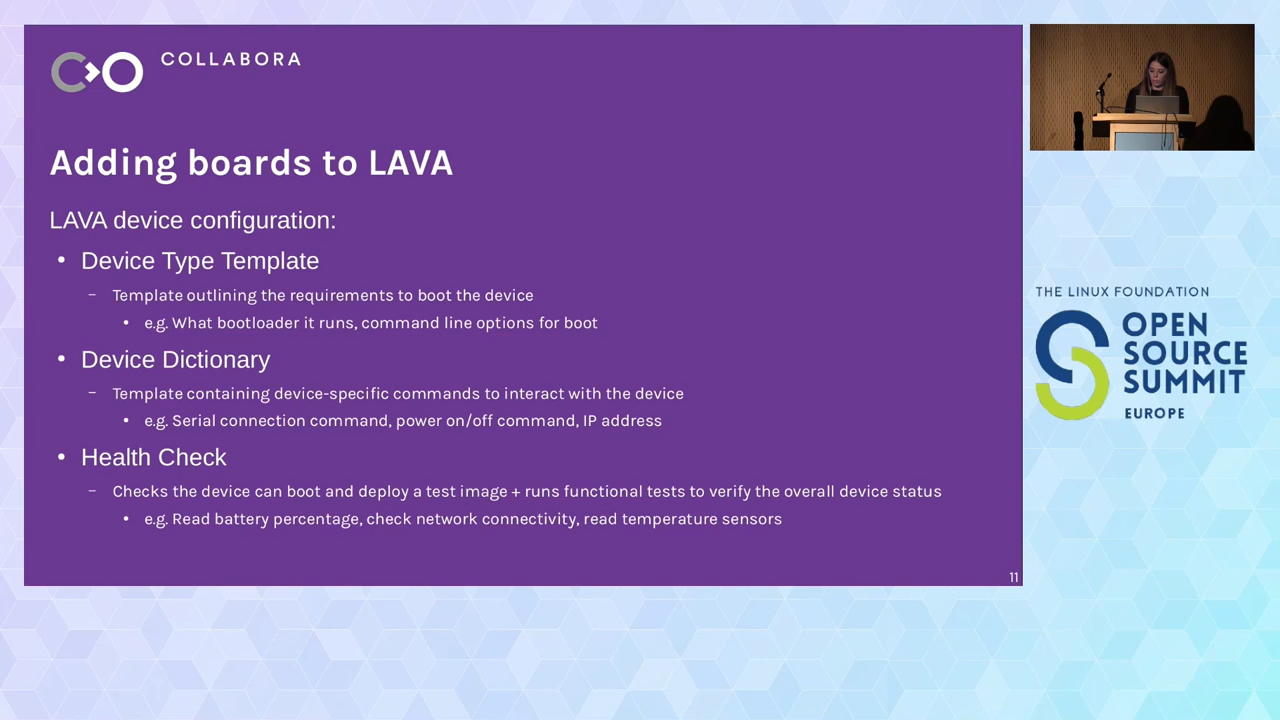 COLLABORA
Adding boards to LAVA
LAVA device configuration:
• Device Type Template
– Template outlining the requirements to boot the device
• e.g. What bootloader it runs, command line options for boot
• Device Dictionary
– Template containing device-specific commands to interact with the device
• e.g. Serial connection command, power on/off command, IP address
• Health Check
– Checks the device can boot and deploy a test image + runs functional tests to verify the overall device status
• e.g. Read battery percentage, check network connectivity, read temperature sensors
11
THE LINUX FOUNDATION
OPEN
SOURCE
SUMMIT
EUROPE